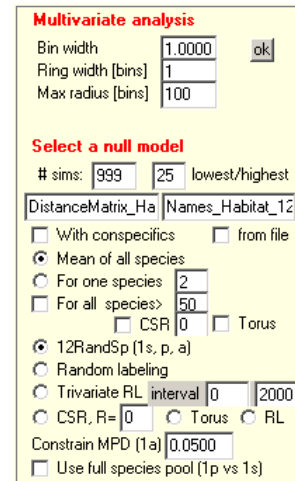 Multivariate analysis
Bin width 1.0000 ok
Ring width [bins] 1
Max radius [bins] 100
Select a null model
# sims: 999 25 lowest/highest
DistanceMatrix_Ha Names_Habitat_12
With conspecifics from file
Mean of all species
For one species 2
For all species> 50
CSR 0 Torus
12RandSp (1s, p, a)
Random labeling
Trivariate RL interval 0 2000
CSR, R= 0 Torus RL
Constrain MPD (1a) 0.0500
Use full species pool (1p vs 1s)